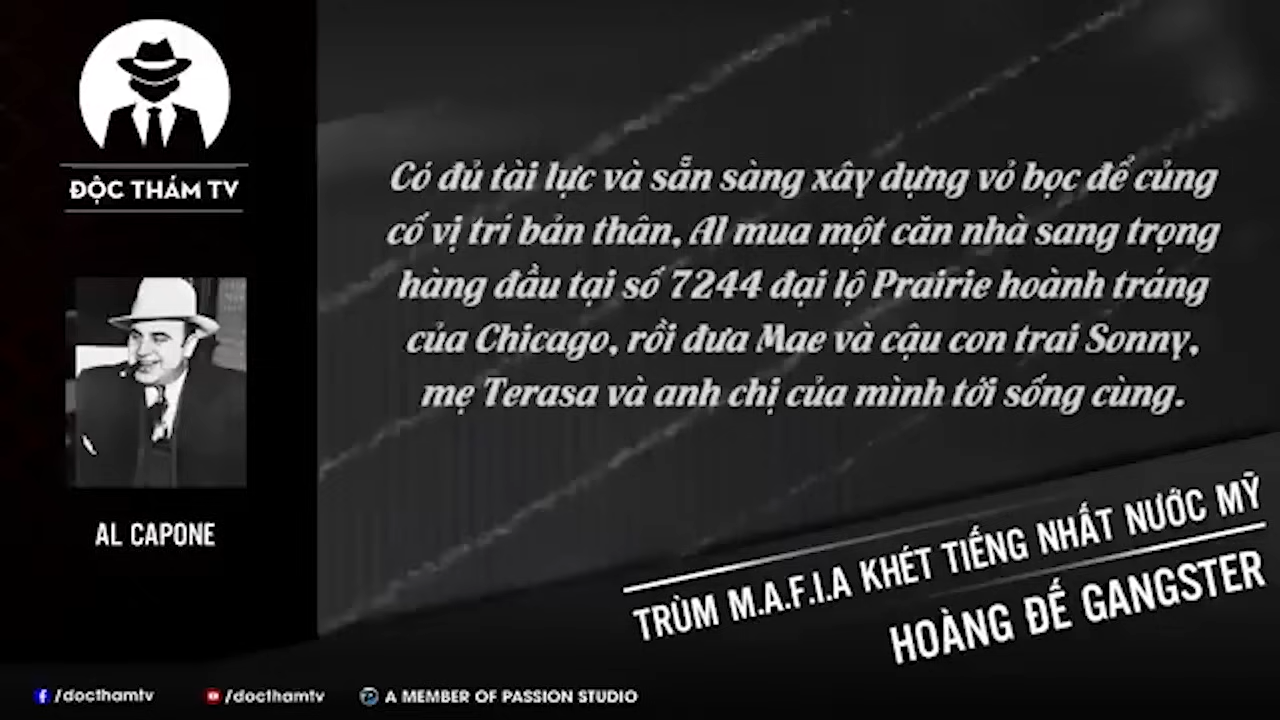 ĐỘC THÁM TV
AL CAPONE
Có đủ tài lực và sẵn sàng xây dựng vỏ bọc để củng
cố vị trí bản thân, Al mua một căn nhà sang trọng
hàng đầu tại số 7244 đại lộ Prairie hoành tráng
của Chicago, rồi đưa Mae và cậu con trai Sonny,
mẹ Terasa và anh chị của mình tới sống cùng.
TRÙM M.A.F.I.A KHÉT TIẾNG NHẤT NƯỚC MỸ
HOÀNG ĐẾ GANGSTER
/docthamtv /docthamtv A MEMBER OF PASSION STUDIO